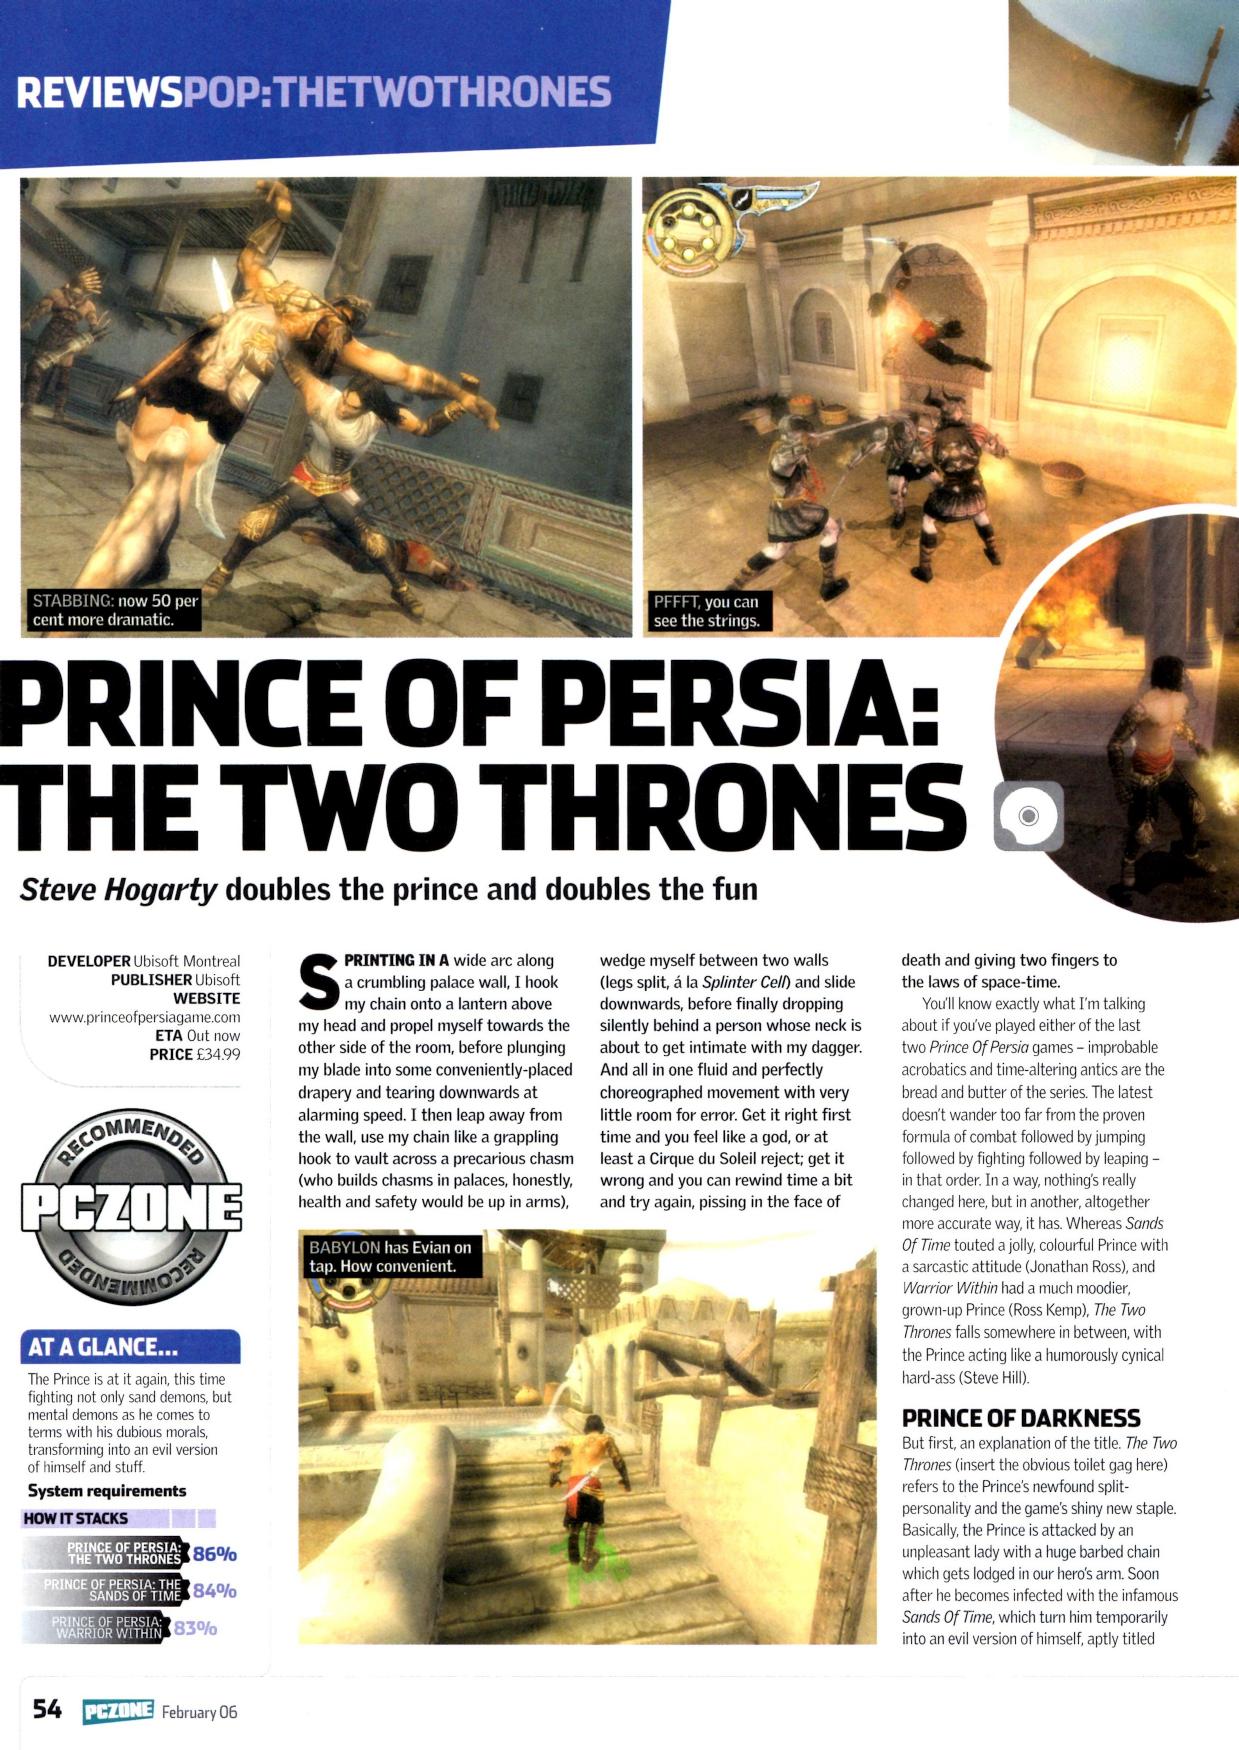 REVIEWSPOP:THETWOTHRONES
STABBING: now 50 per
cent more dramatic.
PFFFT, you can
see the strings.
PRINCE OF PERSIA:
THE TWO THRONES
Steve Hogarty doubles the prince and doubles the fun
DEVELOPER Ubisoft Montreal
PUBLISHER Ubisoft
WEBSITE
www.princeofpersiagame.com
ETA Out now
PRICE £34.99
RECOMMENDED
PCZONE
RECOMMENDED
AT A GLANCE...
The Prince is at it again, this time
fighting not only sand demons, but
mental demons as he comes to
terms with his dubious morals,
transforming into an evil version
of himself and stuff.
System requirements
HOW IT STACKS
PRINCE OF PERSIA:
THE TWO THRONES 86%
PRINCE OF PERSIA: THE
SANDS OF TIME 84%
PRINCE OF PERSIA:
WARRIOR WITHIN 83%
SPRINTING IN A wide arc along
a crumbling palace wall, I hook
my chain onto a lantern above
my head and propel myself towards the
other side of the room, before plunging
my blade into some conveniently-placed
drapery and tearing downwards at
alarming speed. I then leap away from
the wall, use my chain like a grappling
hook to vault across a precarious chasm
(who builds chasms in palaces, honestly,
health and safety would be up in arms),
wedge myself between two walls
(legs split, á la Splinter Cell) and slide
downwards, before finally dropping
silently behind a person whose neck is
about to get intimate with my dagger.
And all in one fluid and perfectly
choreographed movement with very
little room for error. Get it right first
time and you feel like a god, or at
least a Cirque du Soleil reject; get it
wrong and you can rewind time a bit
and try again, pissing in the face of
death and giving two fingers to
the laws of space-time.
You'll know exactly what I'm talking
about if you've played either of the last
two Prince Of Persia games – improbable
acrobatics and time-altering antics are the
bread and butter of the series. The latest
doesn't wander too far from the proven
formula of combat followed by jumping
followed by fighting followed by leaping –
in that order. In a way, nothing's really
changed here, but in another, altogether
more accurate way, it has. Whereas Sands
Of Time touted a jolly, colourful Prince with
a sarcastic attitude (Jonathan Ross), and
Warrior Within had a much moodier,
grown-up Prince (Ross Kemp), The Two
Thrones falls somewhere in between, with
the Prince acting like a humorously cynical
hard-ass (Steve Hill).
PRINCE OF DARKNESS
But first, an explanation of the title. The Two
Thrones (insert the obvious toilet gag here)
refers to the Prince's newfound split-
personality and the game's shiny new staple.
Basically, the Prince is attacked by an
unpleasant lady with a huge barbed chain
which gets lodged in our hero's arm. Soon
after he becomes infected with the infamous
Sands Of Time, which turn him temporarily
into an evil version of himself, aptly titled
BABYLON has Evian on
tap. How convenient.
54 PCZONE February 06